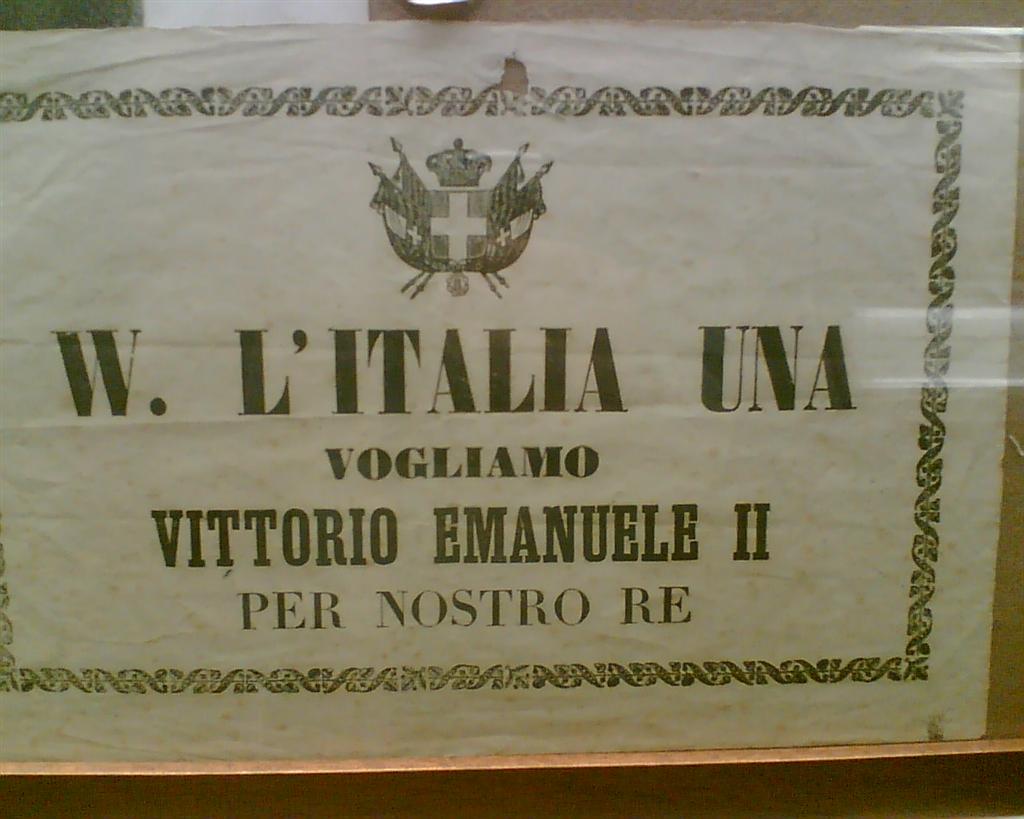 W. L'ITALIA UNA
VOGLIAMO
VITTORIO EMANUELE II
PER NOSTRO RE